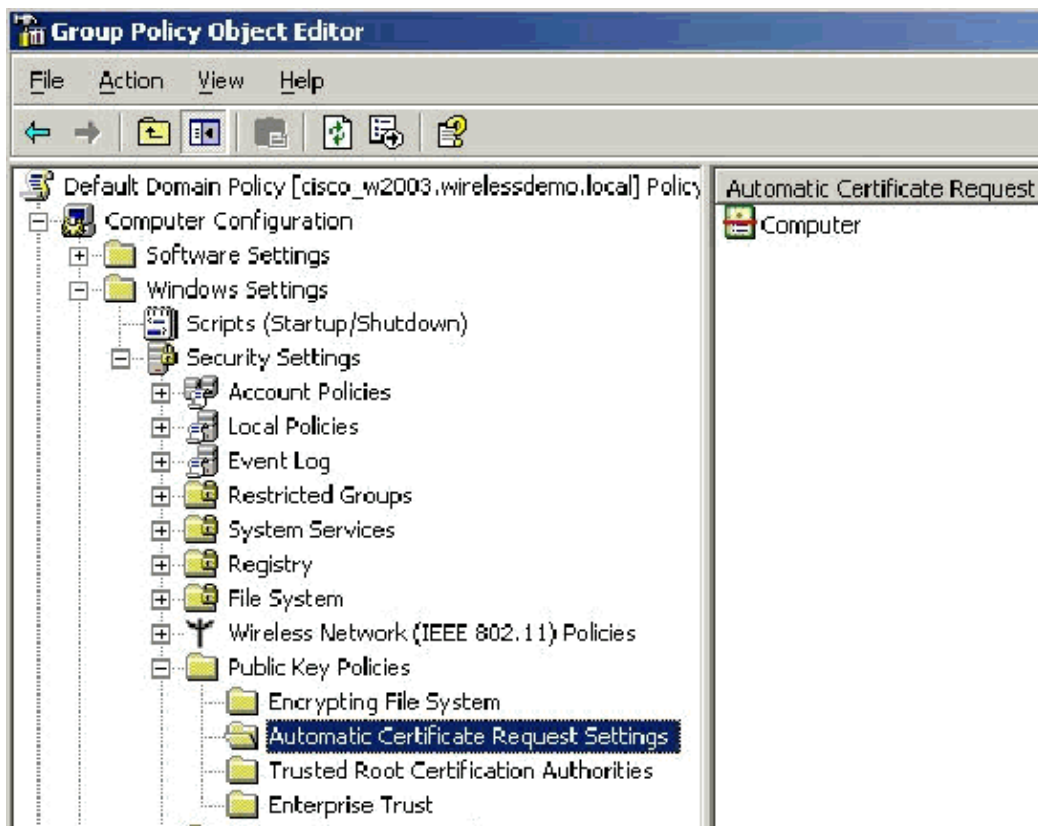 Group Policy Object Editor
File Action View Help
Default Domain Policy [cisco_w2003.wirelessdemo.local] Policy
Computer Configuration
Software Settings
Windows Settings
Scripts (Startup/Shutdown)
Security Settings
Account Policies
Local Policies
Event Log
Restricted Groups
System Services
Registry
File System
Wireless Network (IEEE 802.11) Policies
Public Key Policies
Encrypting File System
Automatic Certificate Request Settings
Trusted Root Certification Authorities
Enterprise Trust
Automatic Certificate Request
Computer